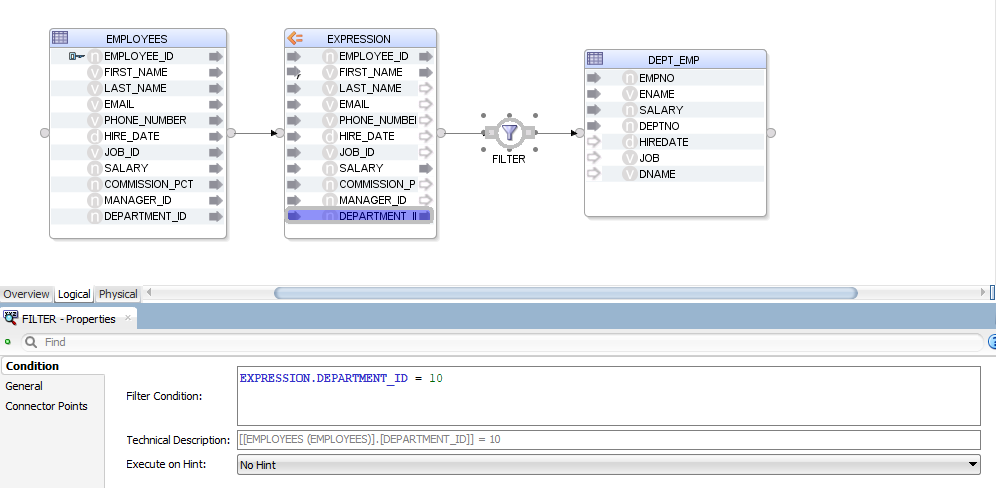 EMPLOYEES
EMPLOYEE_ID
FIRST_NAME
LAST_NAME
EMAIL
PHONE_NUMBER
HIRE_DATE
JOB_ID
SALARY
COMMISSION_PCT
MANAGER_ID
DEPARTMENT_ID
EXPRESSION
EMPLOYEE_ID
FIRST_NAME
LAST_NAME
EMAIL
PHONE_NUMBEI
HIRE_DATE
JOB_ID
SALARY
COMMISSION_P
MANAGER_ID
DEPARTMENT_II
FILTER
DEPT_EMP
EMPNO
ENAME
SALARY
DEPTNO
HIREDATE
JOB
DNAME
Overview Logical Physical
FILTER - Properties
Find
Condition
General
Connector Points
Filter Condition:
EXPRESSION.DEPARTMENT_ID = 10
Technical Description: [[EMPLOYEES (EMPLOYEES)].[DEPARTMENT_ID]] = 10
Execute on Hint: No Hint